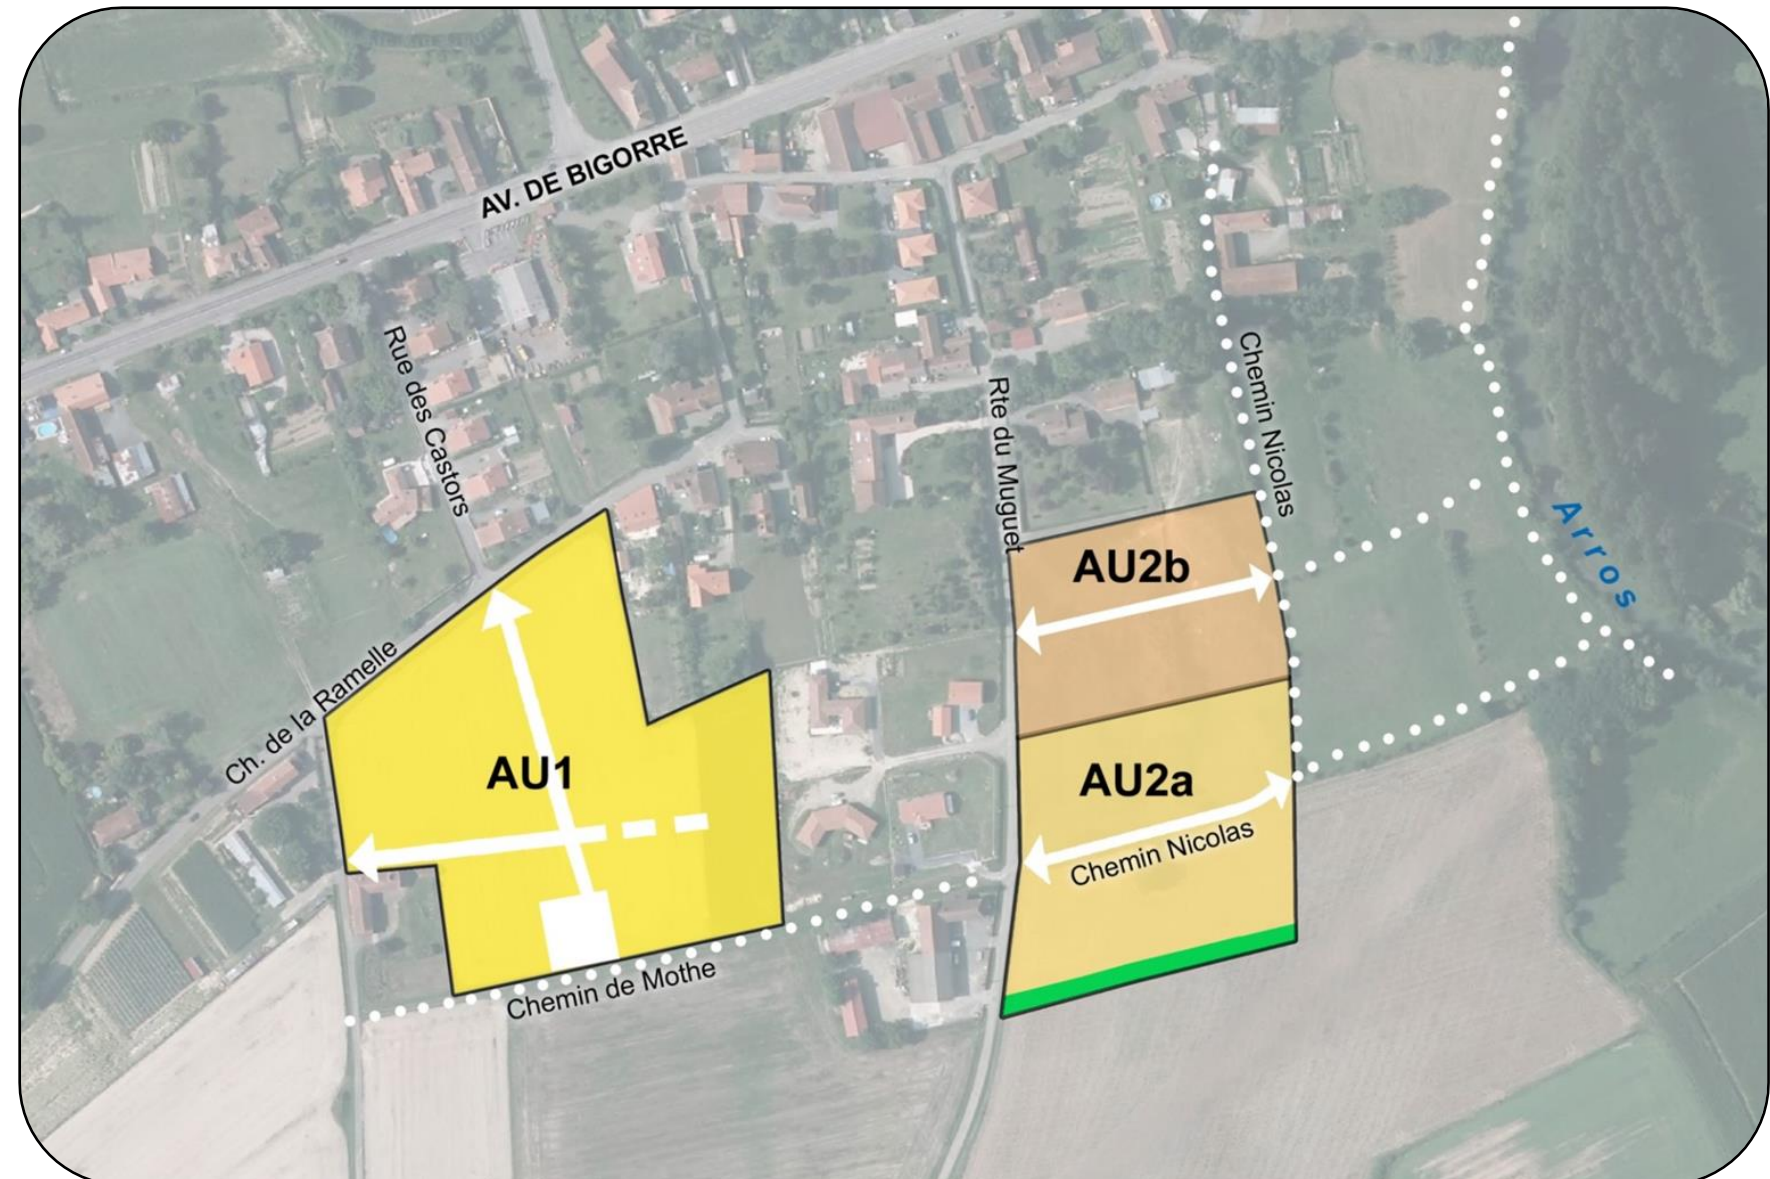 AV. DE BIGORRE
Rue des Castors
Rte du Muguet
Chemin Nicolas
Arros
AU2b
Ch. de la Ramelle
AU1
AU2a
Chemin Nicolas
Chemin de Mothe